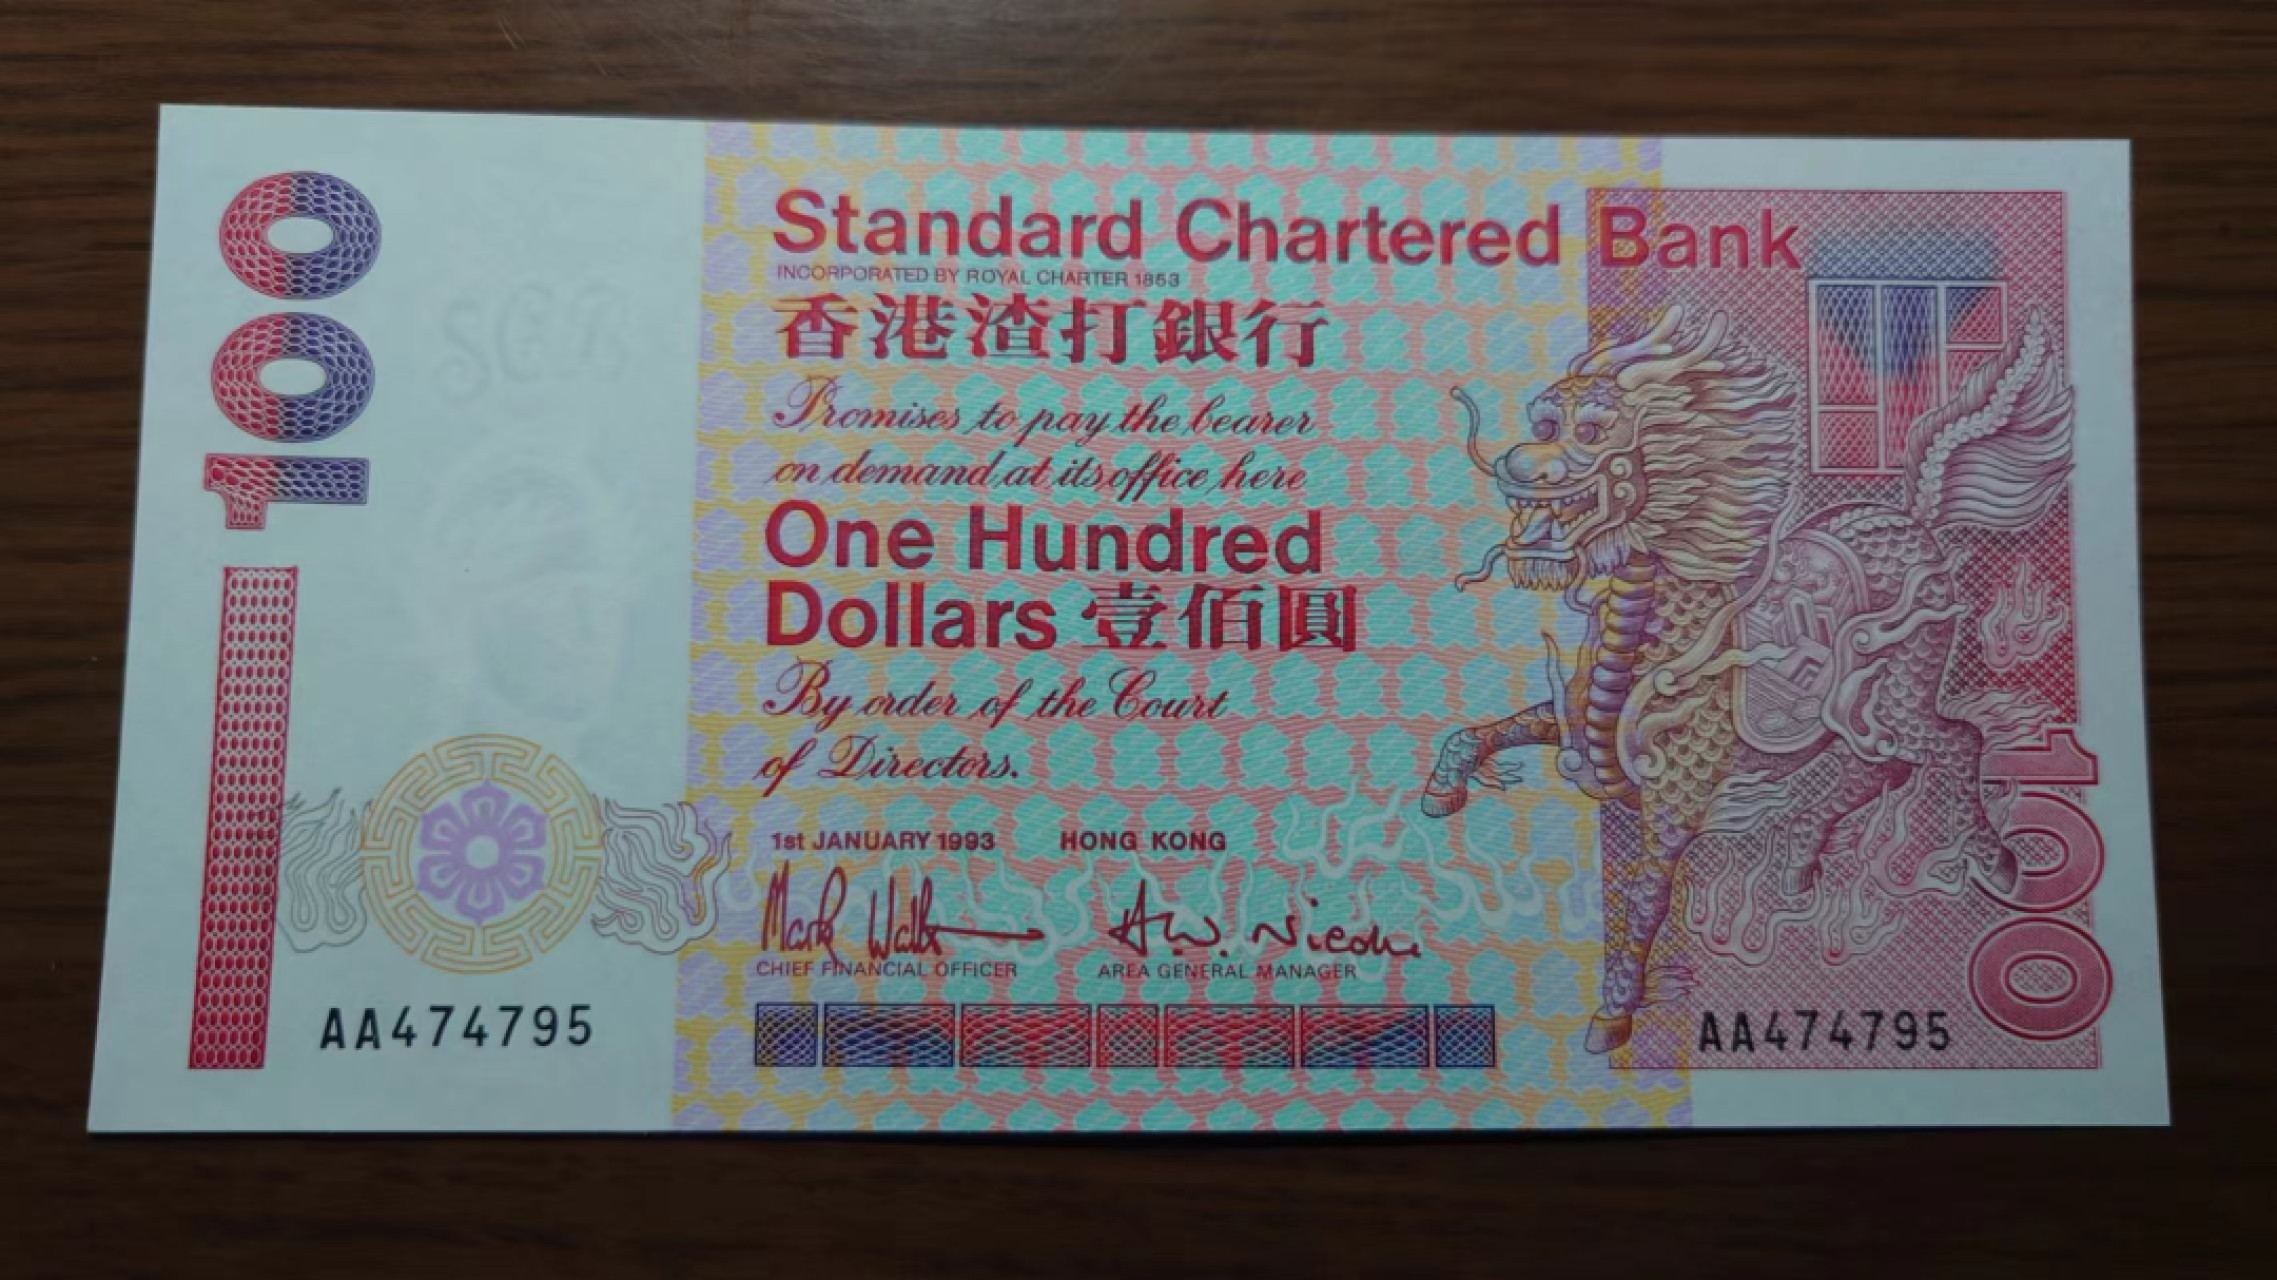 100
Standard Chartered Bank
INCORPORATED BY ROYAL CHARTER 1853
香港渣打銀行
Promises to pay the bearer
on demand at its office here
One Hundred
Dollars 壹佰圓
By order of the Court
of Directors.
1st JANUARY 1993 HONG KONG
CHIEF FINANCIAL OFFICER AREA GENERAL MANAGER
AA474795
AA474795
100